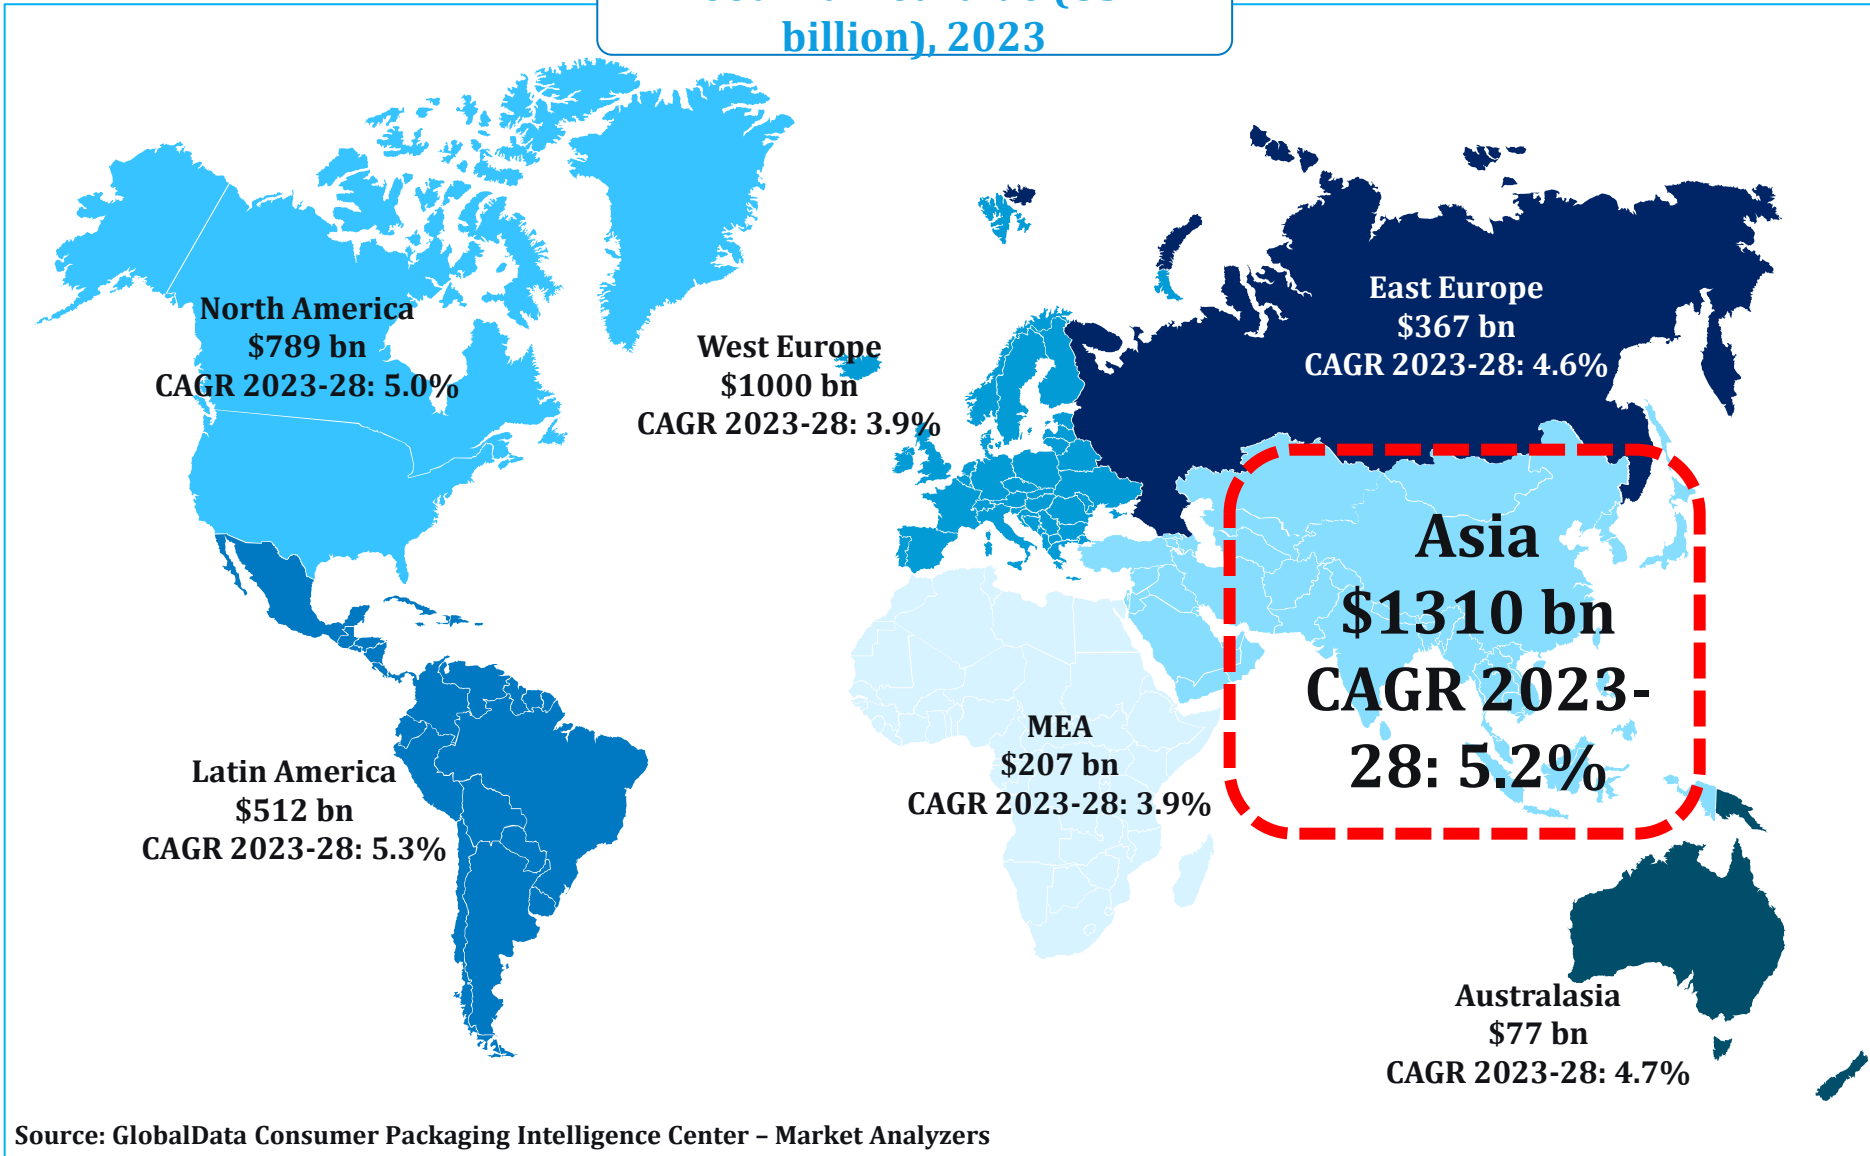 billion), 2023
North America
$789 bn
CAGR 2023-28: 5.0%
West Europe
$1000 bn
CAGR 2023-28: 3.9%
East Europe
$367 bn
CAGR 2023-28: 4.6%
Asia
$1310 bn
CAGR 2023-
28: 5.2%
MEA
$207 bn
CAGR 2023-28: 3.9%
Latin America
$512 bn
CAGR 2023-28: 5.3%
Australasia
$77 bn
CAGR 2023-28: 4.7%
Source: GlobalData Consumer Packaging Intelligence Center – Market Analyzers